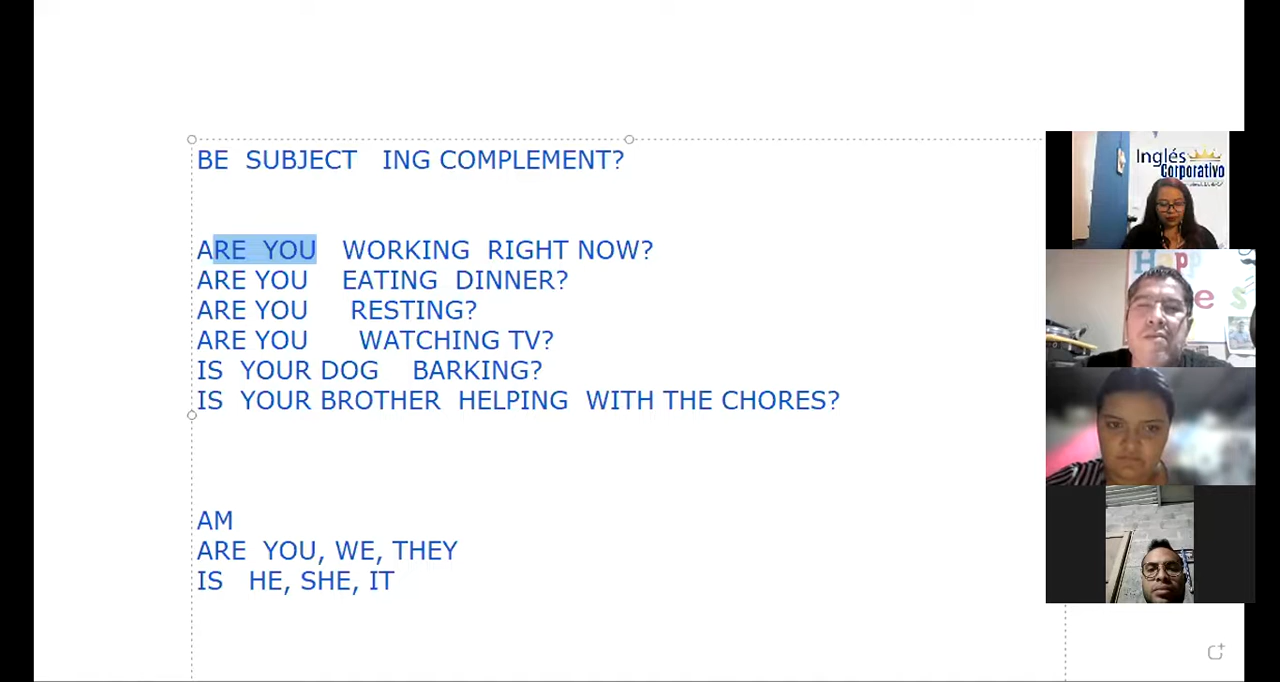 BE SUBJECT ING COMPLEMENT?
ARE YOU WORKING RIGHT NOW?
ARE YOU EATING DINNER?
ARE YOU RESTING?
ARE YOU WATCHING TV?
IS YOUR DOG BARKING?
IS YOUR BROTHER HELPING WITH THE CHORES?
AM
ARE YOU, WE, THEY
IS HE, SHE, IT
Inglés
Corporativo